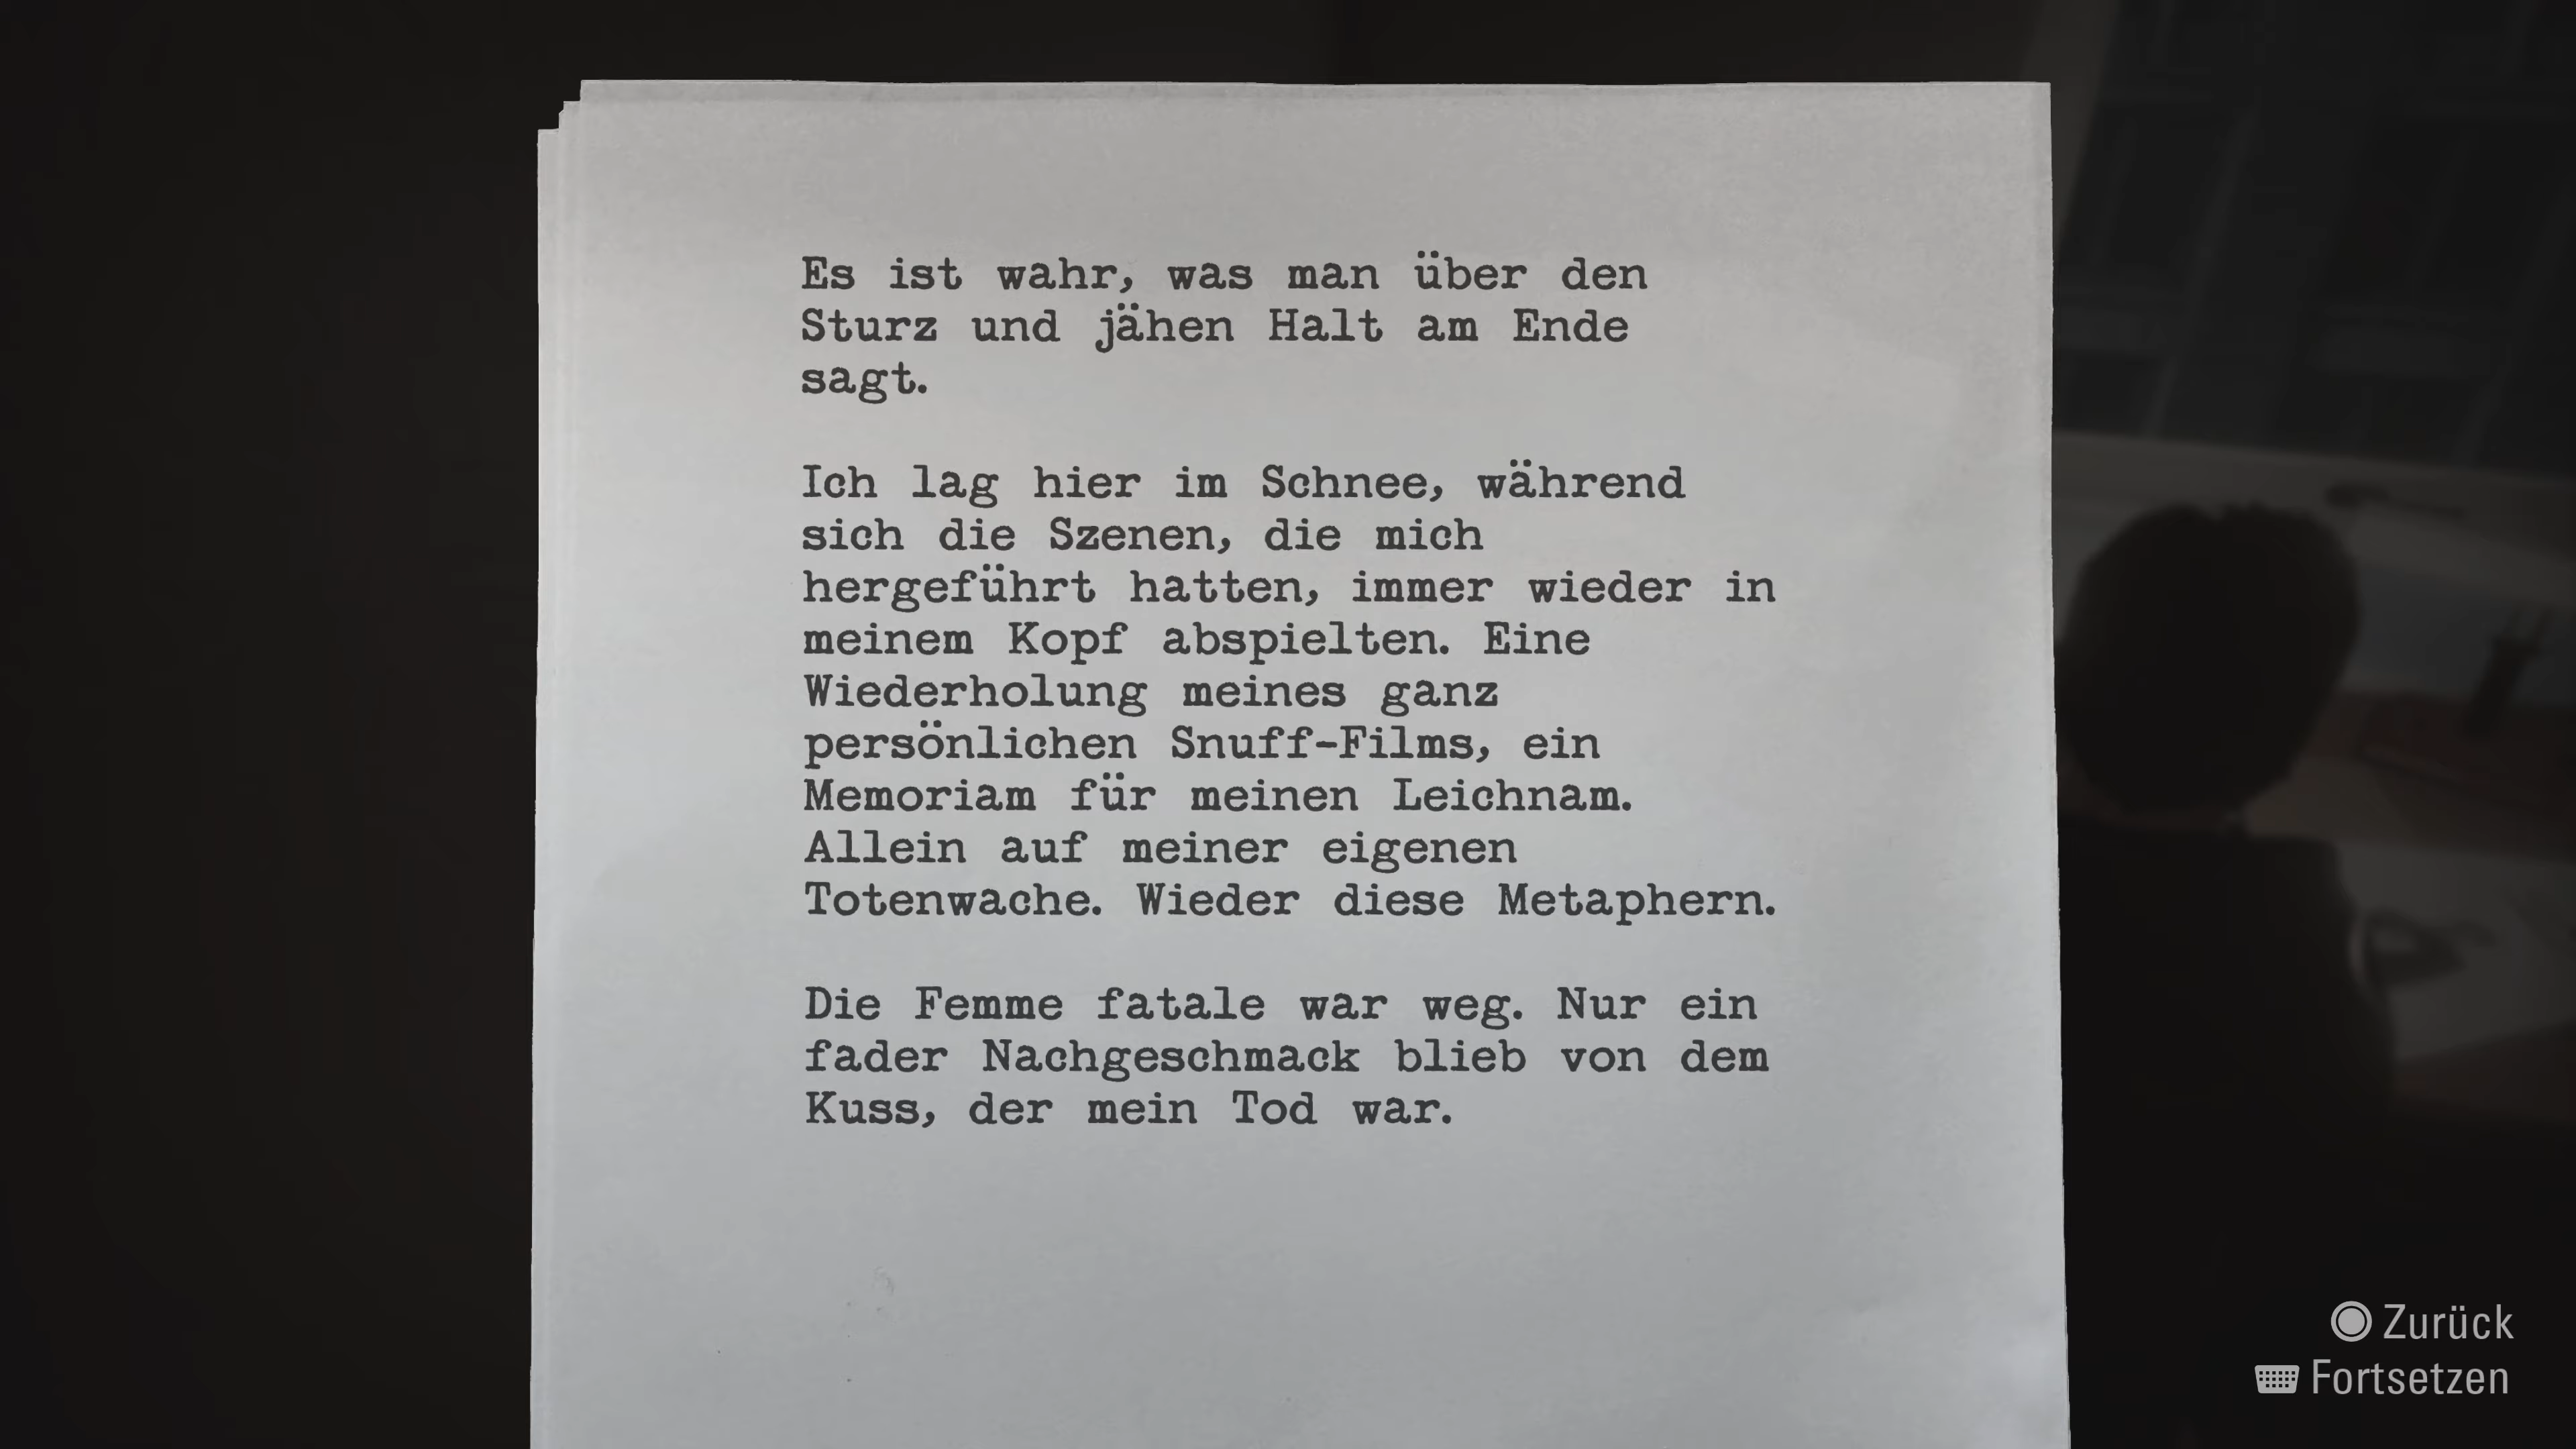 Es ist wahr, was man über den
Sturz und jähen Halt am Ende
sagt.
Ich lag hier im Schnee, während
sich die Szenen, die mich
hergeführt hatten, immer wieder in
meinem Kopf abspielten. Eine
Wiederholung meines ganz
persönlichen Snuff-Films, ein
Memoriam für meinen Leichnam.
Allein auf meiner eigenen
Totenwache. Wieder diese Metaphern.
Die Femme fatale war weg. Nur ein
fader Nachgeschmack blieb von dem
Kuss, der mein Tod war.
Zurück
Fortsetzen